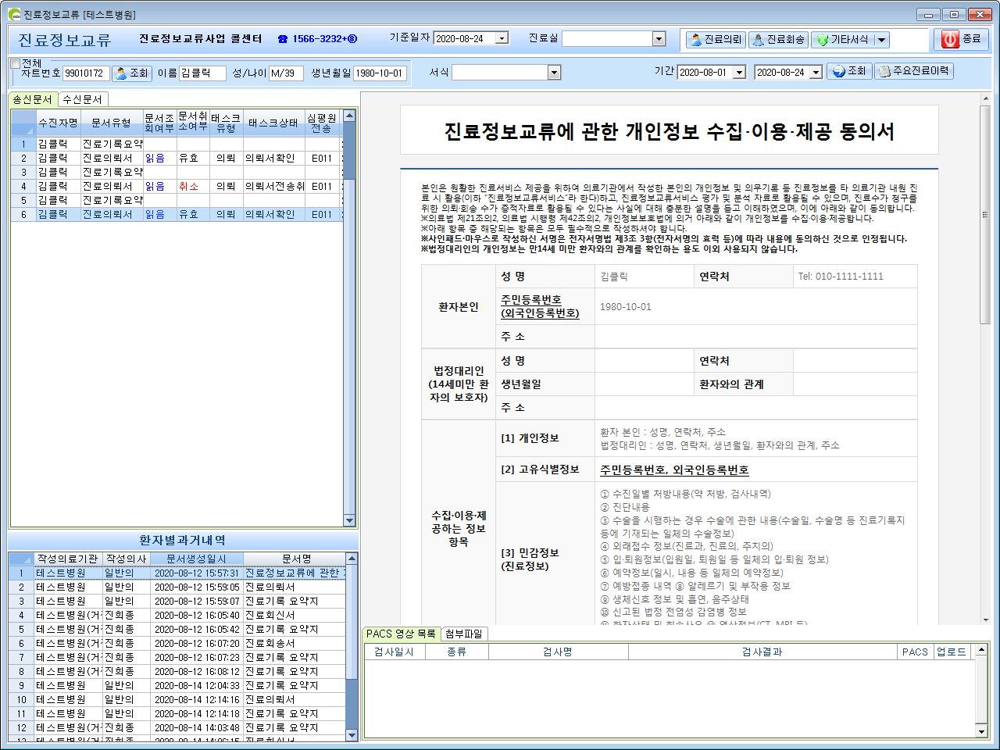 진료정보교류 [테스트병원]
진료정보교류 진료정보교류사업 콜센터 ☎ 1566-3232+⑧ 기준일자 2020-08-24 진료실 진료의뢰 진료회송 기타서식 종료
전체
차트번호 99010172 조회 이름 김클릭 성/나이 M/39 생년월일 1980-10-01 서식 기간 2020-08-01 2020-08-24 조회 주요진료이력
송신문서 수신문서
수진자명 문서유형 문서조회여부 문서취소여부 태스크유형 태스크상태 심평원전송
1 김클릭 진료기록요약
2 김클릭 진료의뢰서 읽음 유효 의뢰 의뢰서확인 E011
3 김클릭 진료기록요약
4 김클릭 진료의뢰서 읽음 취소 의뢰 의뢰서전송취 E011
5 김클릭 진료기록요약
6 김클릭 진료의뢰서 읽음 유효 의뢰 의뢰서확인 E011
환자별과거내역
작성의료기관 작성의사 문서생성일시 문서명
1 테스트병원 일반의 2020-08-12 15:57:31 진료정보교류에 관한
2 테스트병원 일반의 2020-08-12 15:59:05 진료의뢰서
3 테스트병원 일반의 2020-08-12 15:59:07 진료기록 요약지
4 테스트병원(거 진희종 2020-08-12 16:05:40 진료회신서
5 테스트병원(거 진희종 2020-08-12 16:05:42 진료기록 요약지
6 테스트병원(거 진희종 2020-08-12 16:07:20 진료회송서
7 테스트병원(거 진희종 2020-08-12 16:07:23 진료기록 요약지
8 테스트병원(거 진희종 2020-08-12 16:08:12 진료기록 요약지
9 테스트병원 일반의 2020-08-14 12:04:33 진료기록 요약지
10 테스트병원 일반의 2020-08-14 12:14:16 진료의뢰서
11 테스트병원 일반의 2020-08-14 12:14:18 진료기록 요약지
12 테스트병원(거 진희종 2020-08-14 14:03:48 진료기록 요약지
13 테스트병원(거 진희종 2020-08-14 14:06:15 진료회신서
진료정보교류에 관한 개인정보 수집·이용·제공 동의서
본인은 원활한 진료서비스 제공을 위하여 의료기관에서 작성한 본인의 개인정보 및 의무기록 등 진료정보를 타 의료기관 내원 진
료 시 활용(이하 "진료정보교류서비스"라 한다)하고, 진료정보교류서비스 평가 및 분석 자료로 활용될 수 있으며, 진료수가 청구를
위한 의뢰·회송 수가 증적자료로 활용될 수 있다는 사실에 대해 충분한 설명을 듣고 이해하였으며, 이에 아래와 같이 동의합니다.
※의료법 제21조의2, 의료법 시행령 제42조의2, 개인정보보호법에 의거 아래와 같이 개인정보를 수집·이용·제공합니다.
※아래 항목 중 해당되는 항목은 모두 필수적으로 작성하셔야 합니다.
※사인패드·마우스로 작성하신 서명은 전자서명법 제3조 3항(전자서명의 효력 등)에 따라 내용에 동의하신 것으로 인정됩니다.
※법정대리인의 개인정보는 만14세 미만 환자와의 관계를 확인하는 용도 이외 사용되지 않습니다.
환자본인
성 명 김클릭 연락처 Tel: 010-1111-1111
주민등록번호
(외국인등록번호) 1980-10-01
주 소
법정대리인
(14세미만 환
자의 보호자)
성 명 연락처
생년월일 환자와의 관계
주 소
수집·이용·제
공하는 정보
항목
[1] 개인정보
환자 본인 : 성명, 연락처, 주소
법정대리인 : 성명, 연락처, 생년월일, 환자와의 관계, 주소
[2] 고유식별정보 주민등록번호, 외국인등록번호
[3] 민감정보
(진료정보)
① 수진일별 처방내용(약 처방, 검사내역)
② 진단내용
③ 수술을 시행하는 경우 수술에 관한 내용(수술일, 수술명 등 진료기록지
등에 기재되는 일체의 수술정보)
④ 외래접수 정보(진료과, 진료의, 주치의)
⑤ 입·퇴원정보(입원일, 퇴원일 등 일체의 입·퇴원 정보)
⑥ 예약정보(일시, 내용 등 일체의 예약정보)
⑦ 예방접종 내역 ⑧ 알레르기 및 부작용 정보
⑨ 생체신호 정보 및 흡연, 음주상태
⑩ 신고된 법정 전염성 감염병 정보
⑪ 환자상태 및 회송사유 ⑫ 영상정보(CT, MRI 등)
PACS 영상 목록 첨부파일
검사일시 종류 검사명 검사결과 PACS 업로드